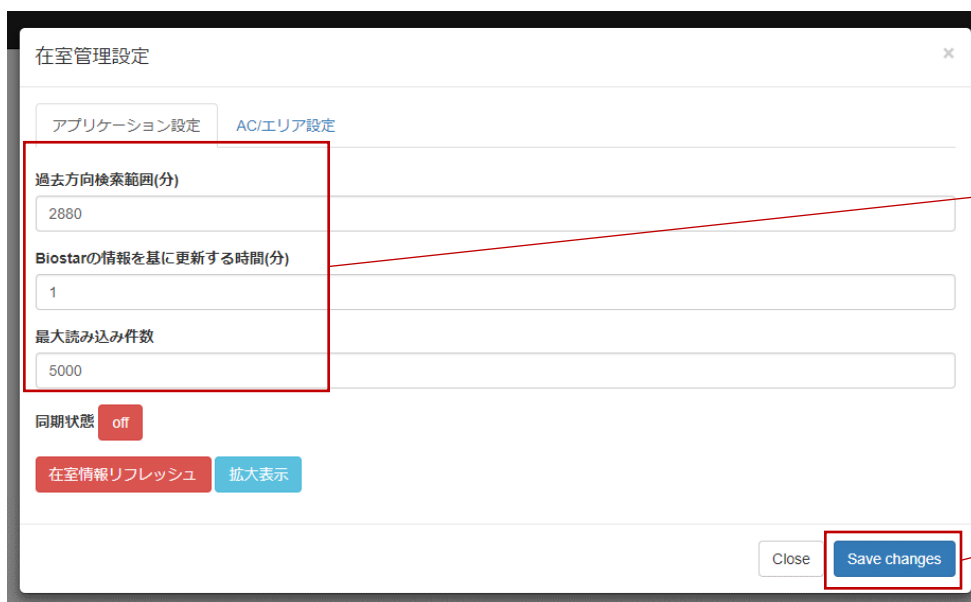 在室管理設定
×
アプリケーション設定 AC/エリア設定
過去方向検索範囲(分)
2880
Biostarの情報を基に更新する時間(分)
1
最大読み込み件数
5000
同期状態 off
在室情報リフレッシュ 拡大表示
Close Save changes